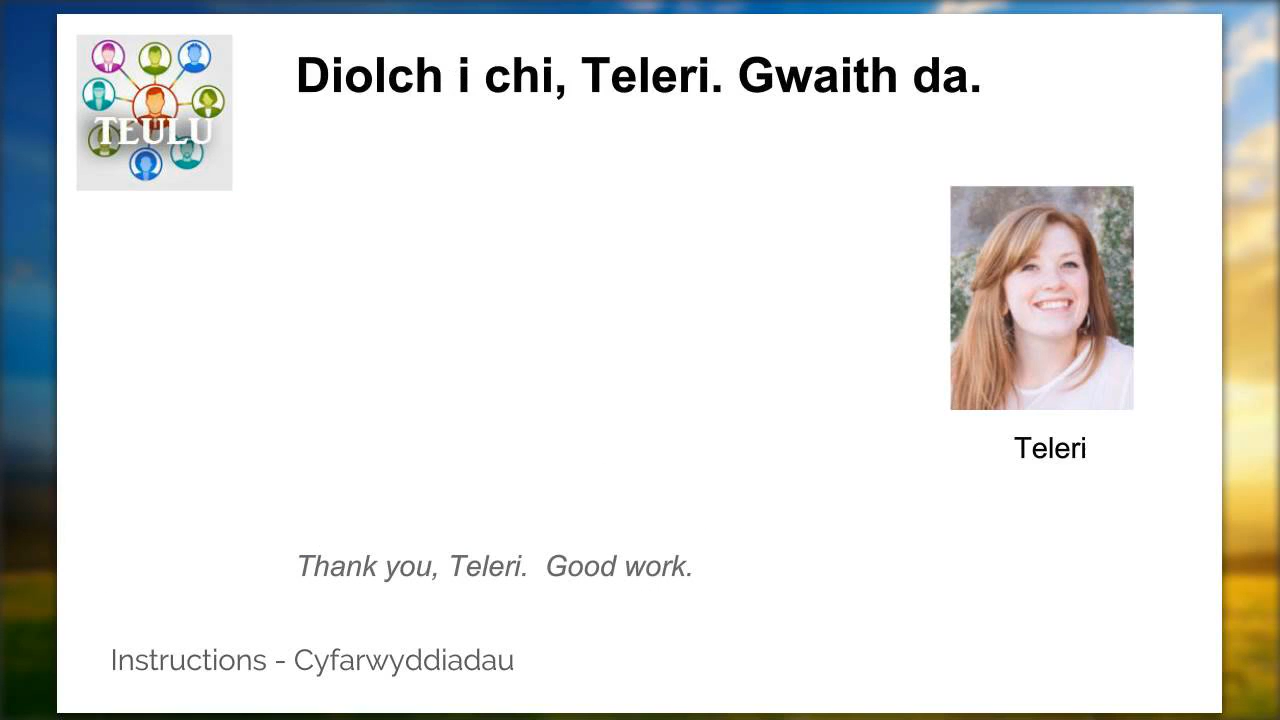 TEULU
Diolch i chi, Teleri. Gwaith da.
Teleri
Thank you, Teleri.  Good work.
Instructions - Cyfarwyddiadau